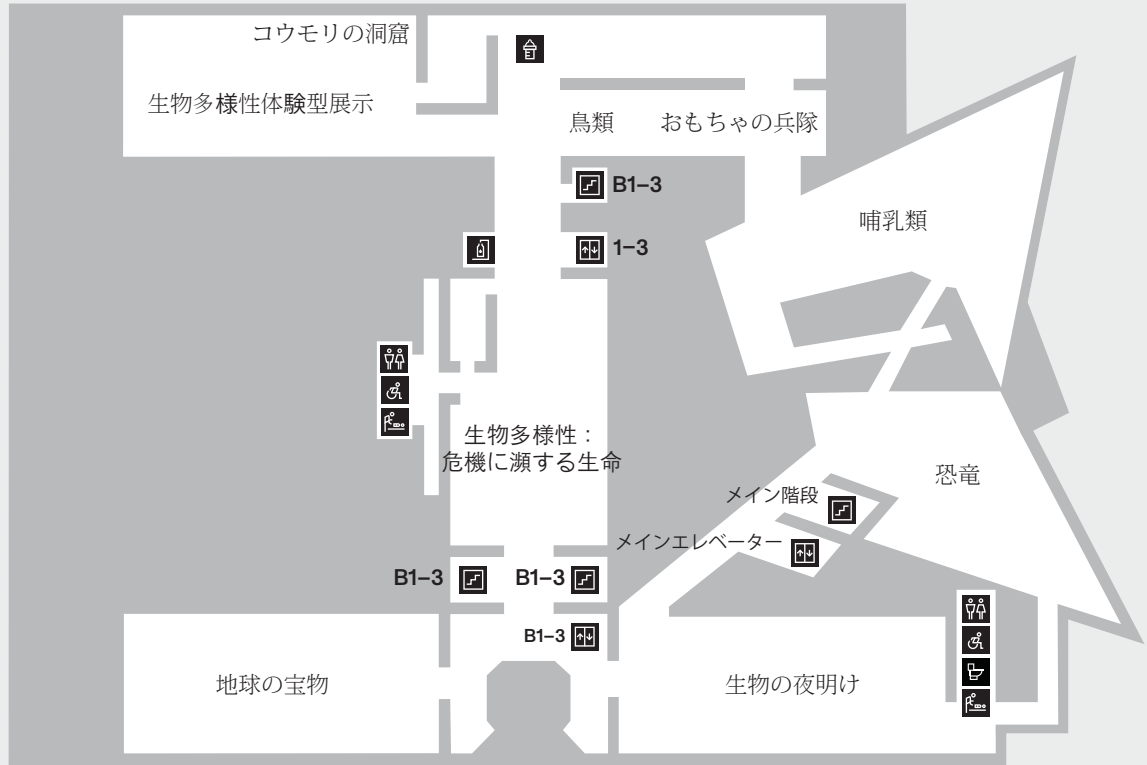 コウモリの洞窟
生物多様性体験型展示
鳥類
おもちゃの兵隊
B1–3
1–3
哺乳類
生物多様性：
危機に瀕する生命
恐竜
メイン階段
メインエレベーター
B1–3
B1–3
B1–3
地球の宝物
生物の夜明け